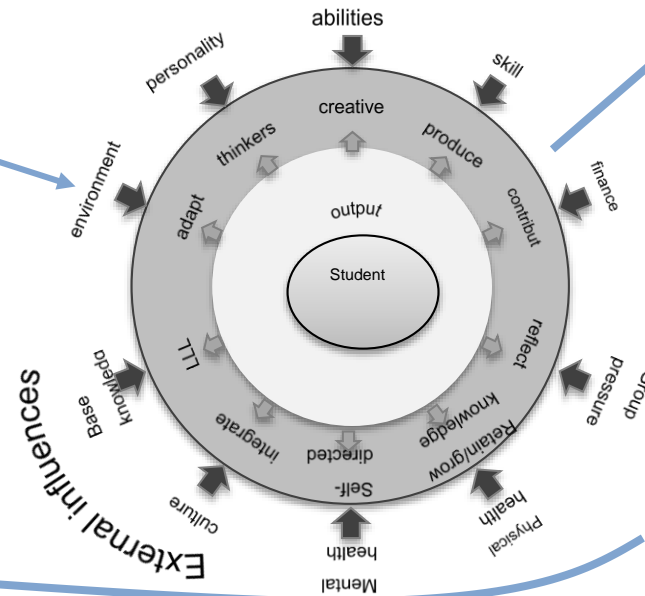 abilities
personality
skill
environment
finance
Base
knowledg
Group
pressure
culture
Physical
health
Mental
health
External influences
creative
thinkers
produce
adapt
contribut
LLL
reflect
integrate
Retain/grow
knowledge
Self-
directed
output
Student